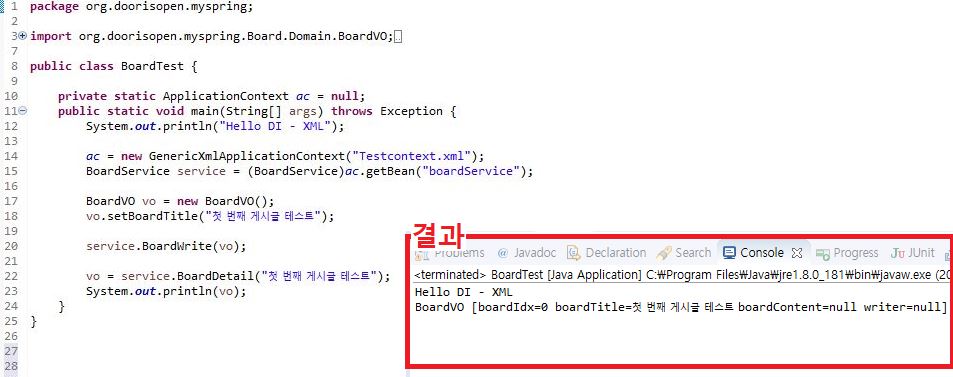 1 package org.doorisopen.myspring;
2
3 import org.doorisopen.myspring.Board.Domain.BoardVO;
7
8 public class BoardTest {
9
10 private static ApplicationContext ac = null;
11 public static void main(String[] args) throws Exception {
12 System.out.println("Hello DI - XML");
13
14 ac = new GenericXmlApplicationContext("Testcontext.xml");
15 BoardService service = (BoardService)ac.getBean("boardService");
16
17 BoardVO vo = new BoardVO();
18 vo.setBoardTitle("첫 번째 게시글 테스트");
19
20 service.BoardWrite(vo);
21
22 vo = service.BoardDetail("첫 번째 게시글 테스트");
23 System.out.println(vo);
24 }
25 }
26
27
28
결과
Problems @ Javadoc Declaration Search Console Progress Ju JUnit
<terminated> BoardTest [Java Application] C:₩Program Files₩Java₩jre1.8.0_181₩bin₩javaw.exe (20
Hello DI - XML
BoardVO [boardIdx=0 boardTitle=첫 번째 게시글 테스트 boardContent=null writer=null]